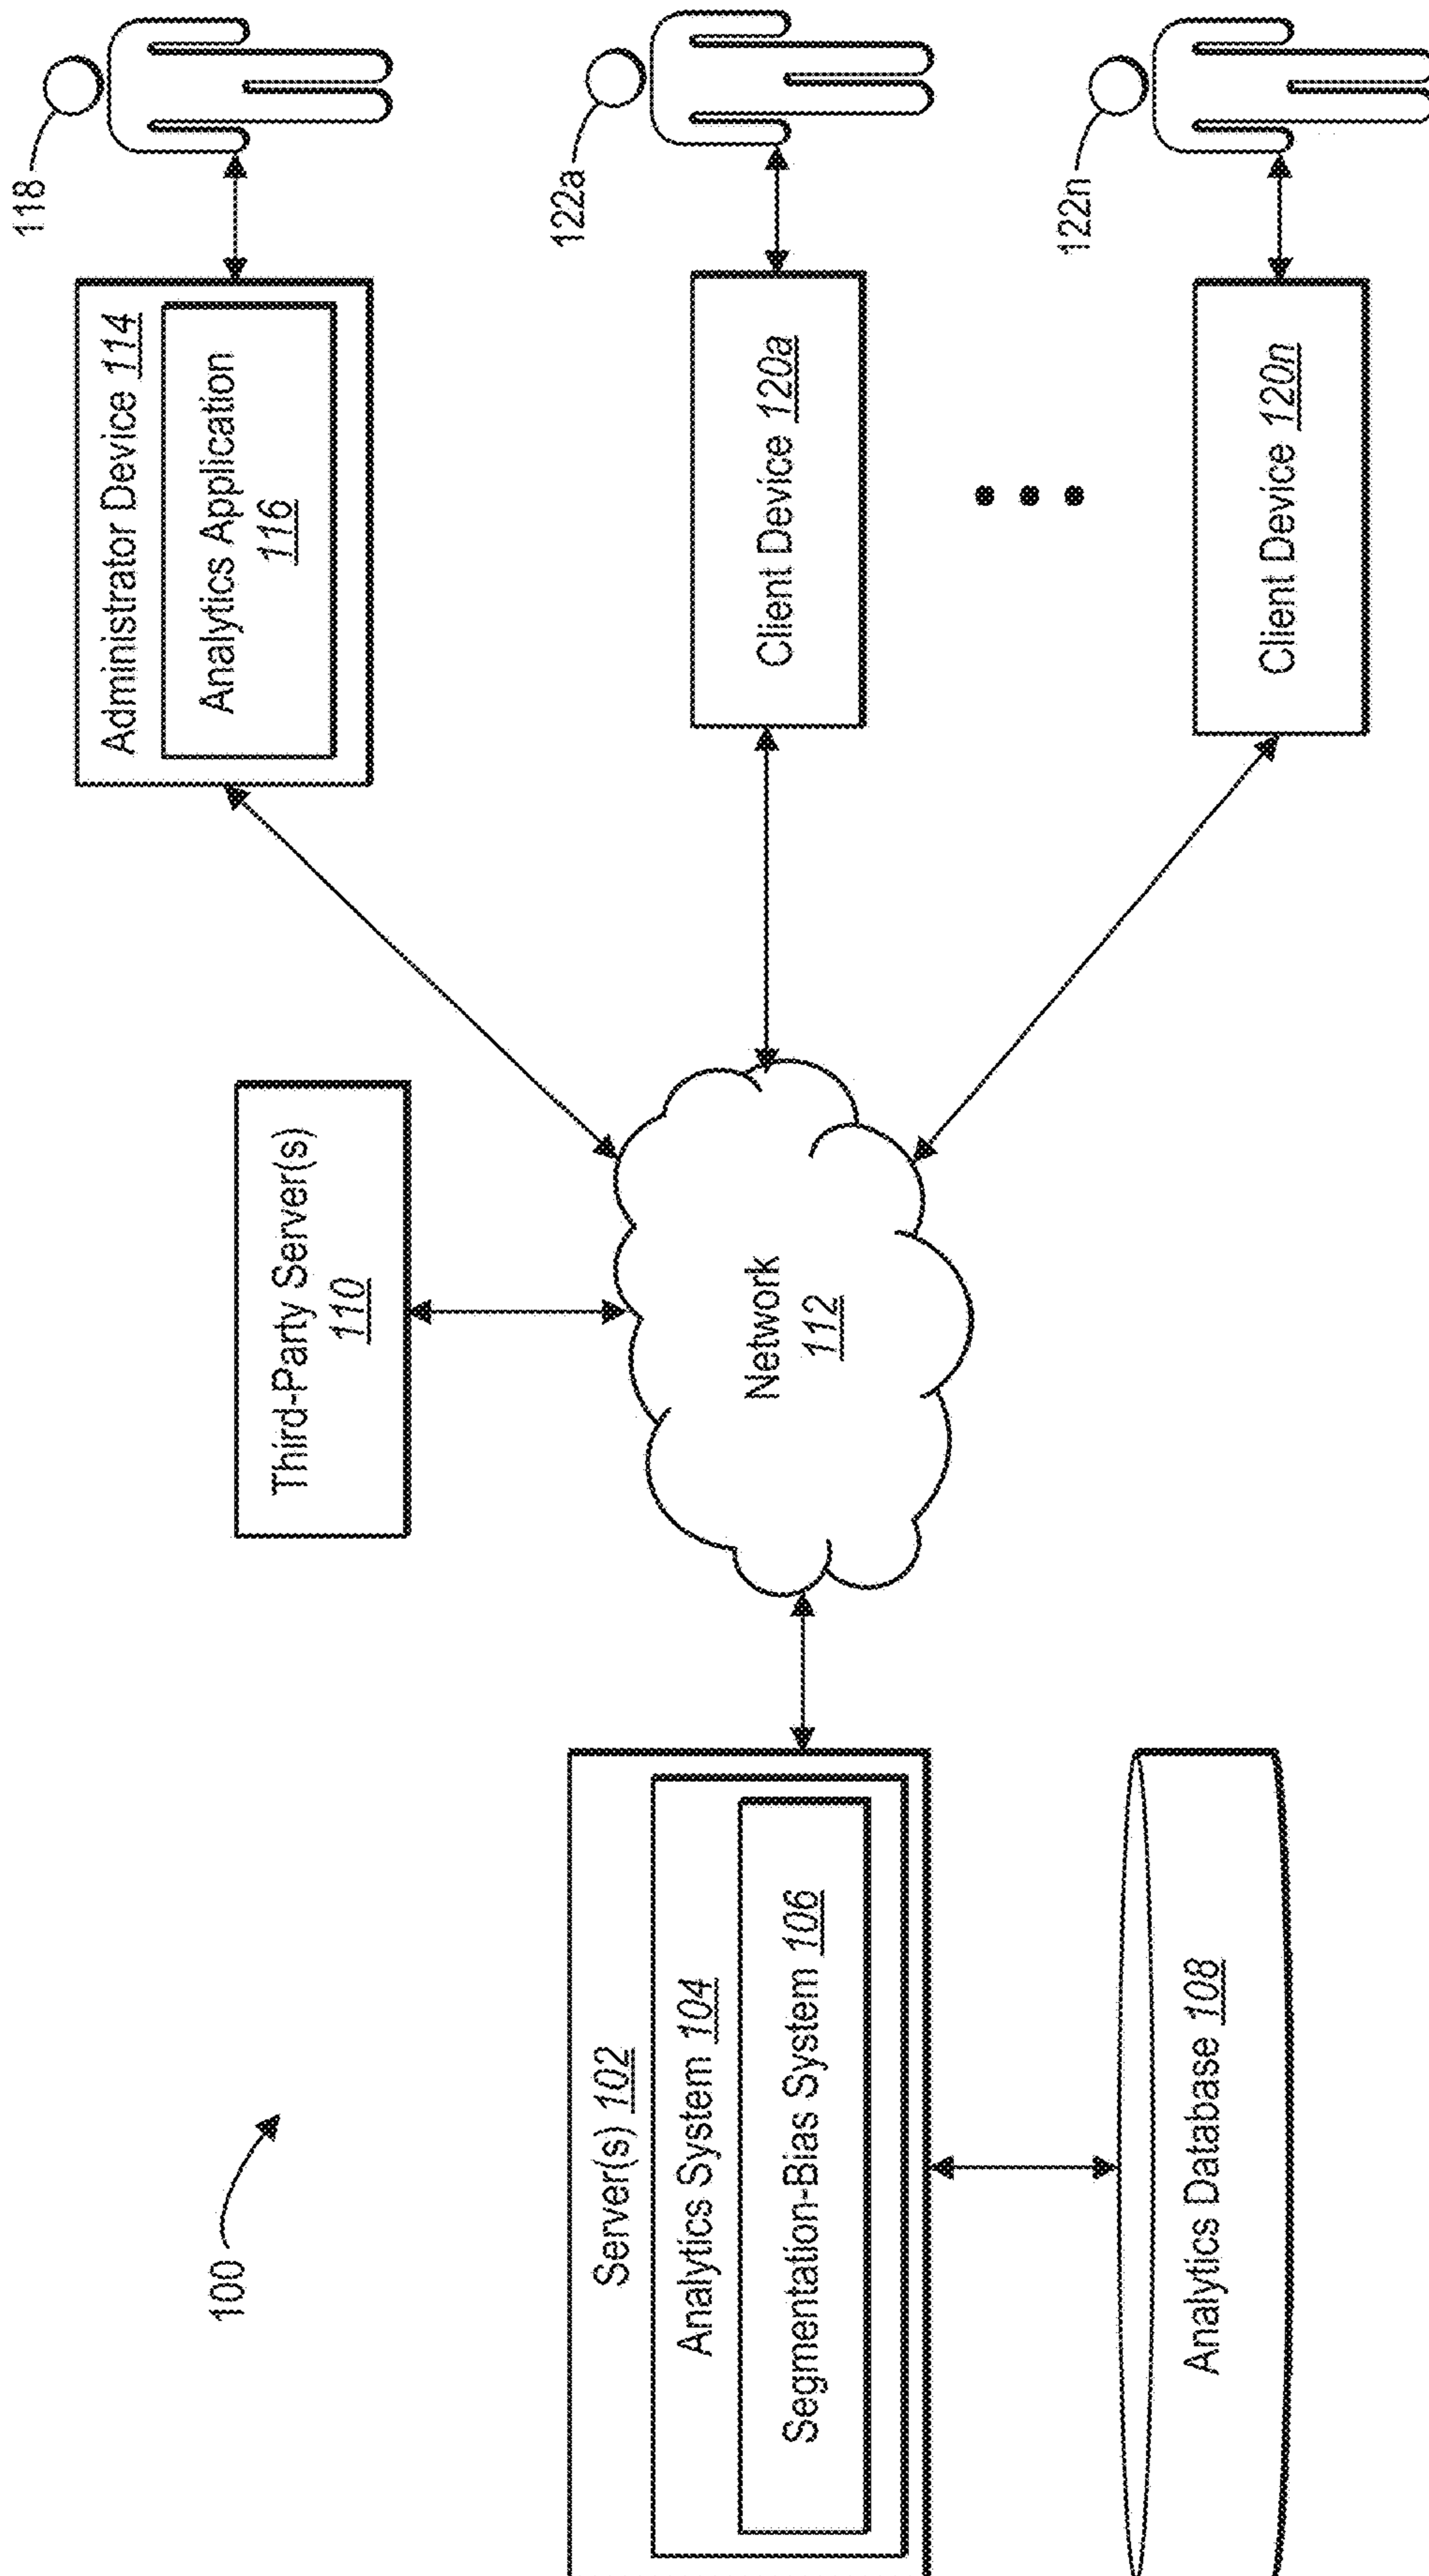 100
Server(s) 102
Analytics System 104
Segmentation-Bias System 106
Analytics Database 108
Third-Party Server(s)
110
Network
112
Administrator Device 114
Analytics Application
116
118
Client Device 120a
122a
Client Device 120n
122n